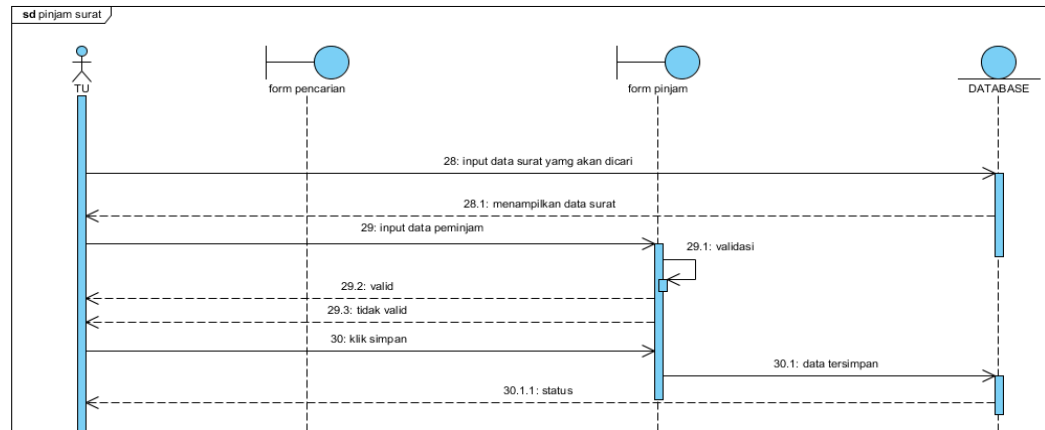 sd pinjam surat
TU
form pencarian
form pinjam
DATABASE
28: input data surat yamg akan dicari
28.1: menampilkan data surat
29: input data peminjam
29.1: validasi
29.2: valid
29.3: tidak valid
30: klik simpan
30.1: data tersimpan
30.1.1: status